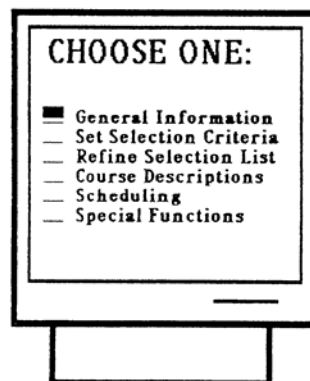 CHOOSE ONE:
General Information
Set Selection Criteria
Refine Selection List
Course Descriptions
Scheduling
Special Functions